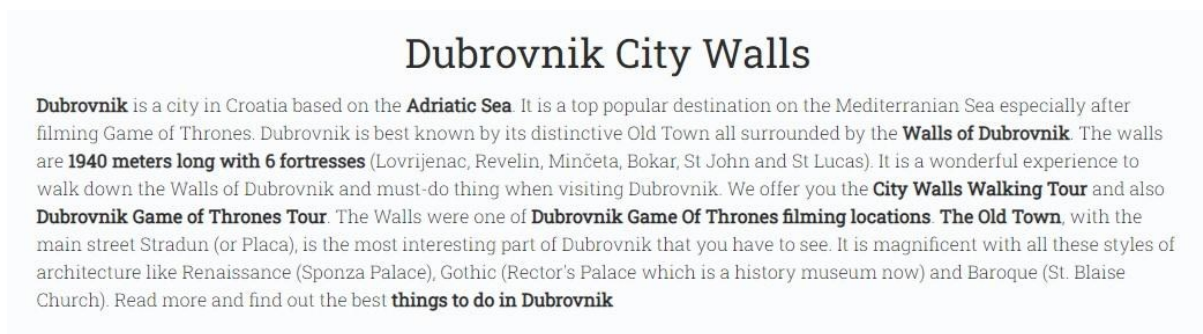 Dubrovnik City Walls
Dubrovnik is a city in Croatia based on the Adriatic Sea. It is a top popular destination on the Mediterranian Sea especially after
filming Game of Thrones. Dubrovnik is best known by its distinctive Old Town all surrounded by the Walls of Dubrovnik. The walls
are 1940 meters long with 6 fortresses (Lovrijenac, Revelin, Minčeta, Bokar, St John and St Lucas). It is a wonderful experience to
walk down the Walls of Dubrovnik and must-do thing when visiting Dubrovnik. We offer you the City Walls Walking Tour and also
Dubrovnik Game of Thrones Tour. The Walls were one of Dubrovnik Game Of Thrones filming locations. The Old Town, with the
main street Stradun (or Placa), is the most interesting part of Dubrovnik that you have to see. It is magnificent with all these styles of
architecture like Renaissance (Sponza Palace), Gothic (Rector's Palace which is a history museum now) and Baroque (St. Blaise
Church). Read more and find out the best things to do in Dubrovnik